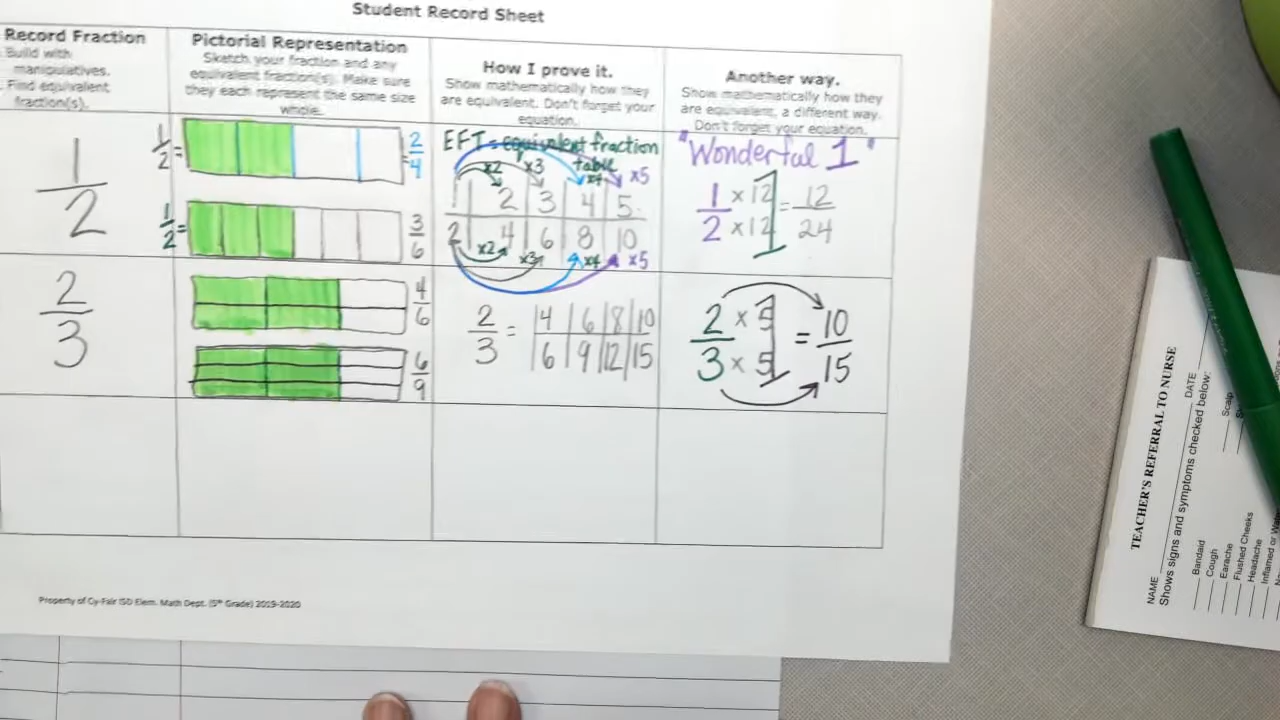 Student Record Sheet
Record Fraction
Build with
manipulatives.
Find equivalent
fraction(s).
Pictorial Representation
Sketch your fraction and any
equivalent fraction(s). Make sure
they each represent the same size
whole.
How I prove it.
Show mathematically how they
are equivalent. Don't forget your
equation.
Another way.
Show mathematically how they
are equivalent, a different way.
Don't forget your equation.
1
2
1/2 = = 2/4
1/2 = 3/6
EFT = equivalent fraction
table
x2 x3 x4 x5
1 2 3 4 5
2 4 6 8 10
x2 x3 x4 x5
"Wonderful 1"
1 x 12 = 12
2 x 12 24
2
3
4/6
6/9
2/3 = 4 6 8 10
6 9 12 15
2 x 5 = 10
3 x 5 15
Property of Cy-Fair ISD Elem. Math Dept. (5th Grade) 2019-2020
TEACHER'S REFERRAL TO NURSE
NAME DATE
Shows signs and symptoms checked below:
Bandaid
Cough
Earache
Flushed Cheeks
Headache
Inflamed or
Scalp